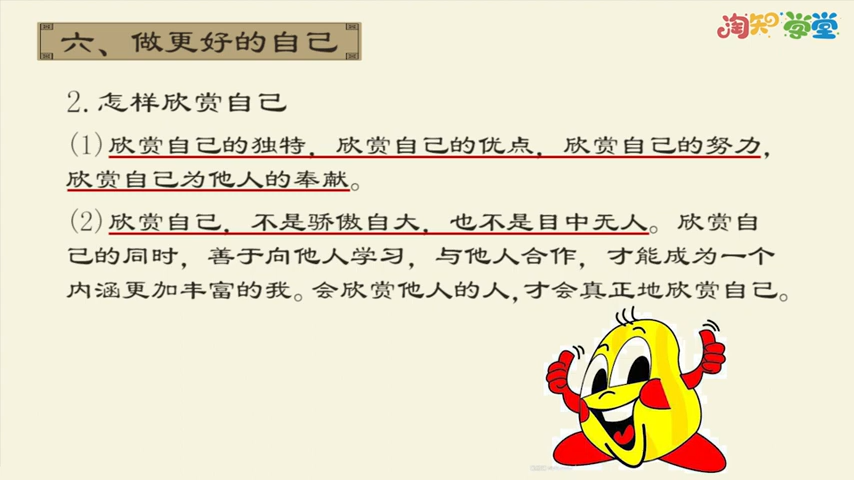 淘知学堂
六、做更好的自己
2.怎样欣赏自己
(1)欣赏自己的独特，欣赏自己的优点，欣赏自己的努力，
欣赏自己为他人的奉献。
(2)欣赏自己，不是骄傲自大，也不是目中无人。欣赏自
己的同时，善于向他人学习，与他人合作，才能成为一个
内涵更加丰富的我。会欣赏他人的人，才会真正地欣赏自己。